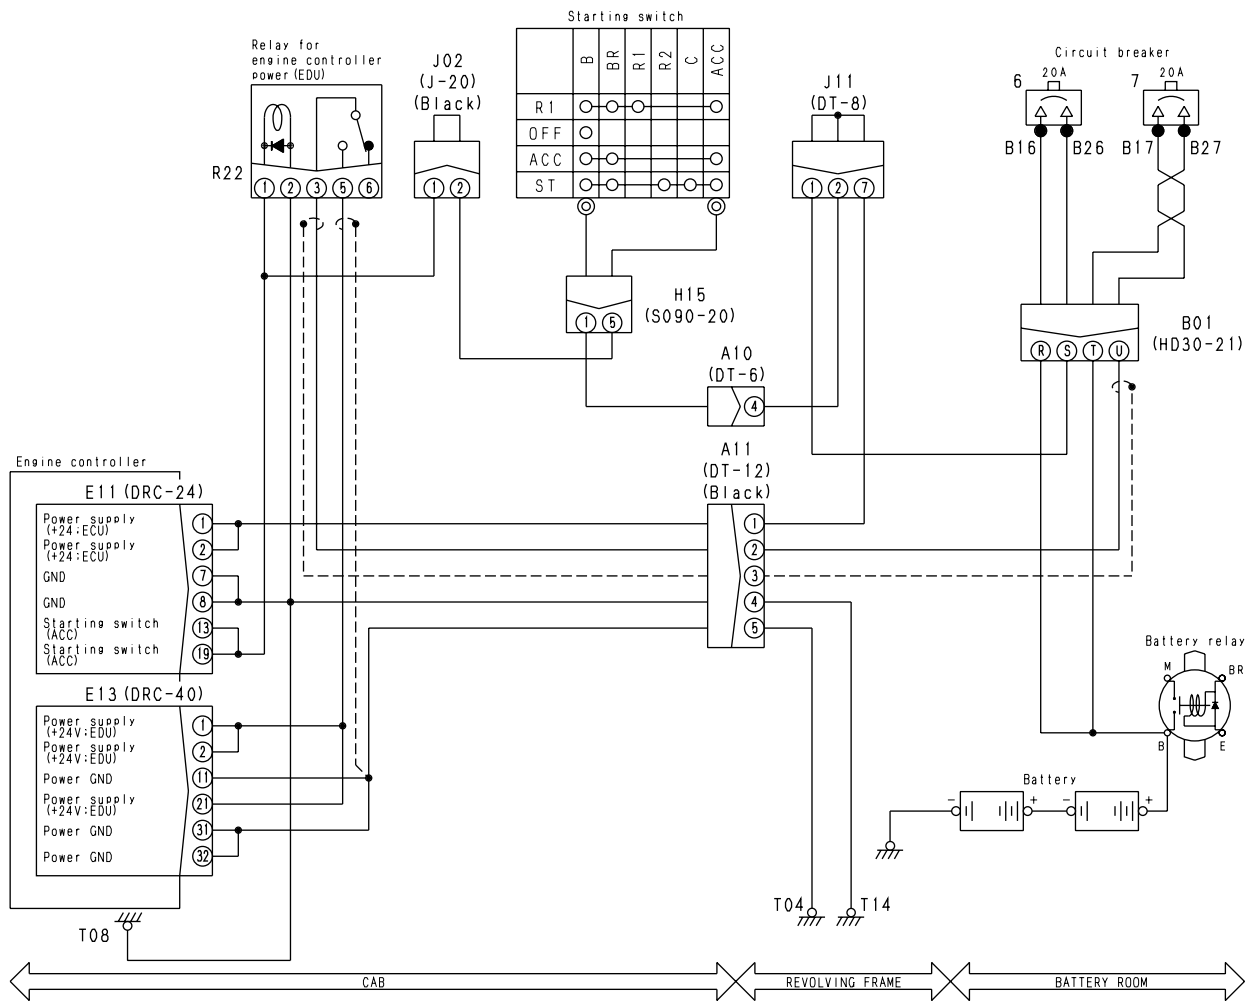 Starting switch
B BR R1 R2 C ACC
R1
OFF
ACC
ST
Relay for
engine controller
power(EDU)
R22
1 2 3 5 6
J02
(J-20)
(Black)
1 2
J11
(DT-8)
1 2 7
Circuit breaker
6 20A
7 20A
B16 B26 B17 B27
H15
(S090-20)
1 5
B01
(HD30-21)
R S T U
A10
(DT-6)
4
A11
(DT-12)
(Black)
1
2
3
4
5
Engine controller
E11(DRC-24)
Power supply
(+24;ECU)
1
Power supply
(+24;ECU)
2
GND 7
GND 8
Starting switch
(ACC)
13
Starting switch
(ACC)
19
E13(DRC-40)
Power supply
(+24V;EDU)
1
Power supply
(+24V;EDU)
2
Power GND 11
Power supply
(+24V;EDU)
21
Power GND 31
Power GND 32
Battery relay
M BR
B E
Battery
- + - +
T08
T04 T14
CAB
REVOLVING FRAME
BATTERY ROOM